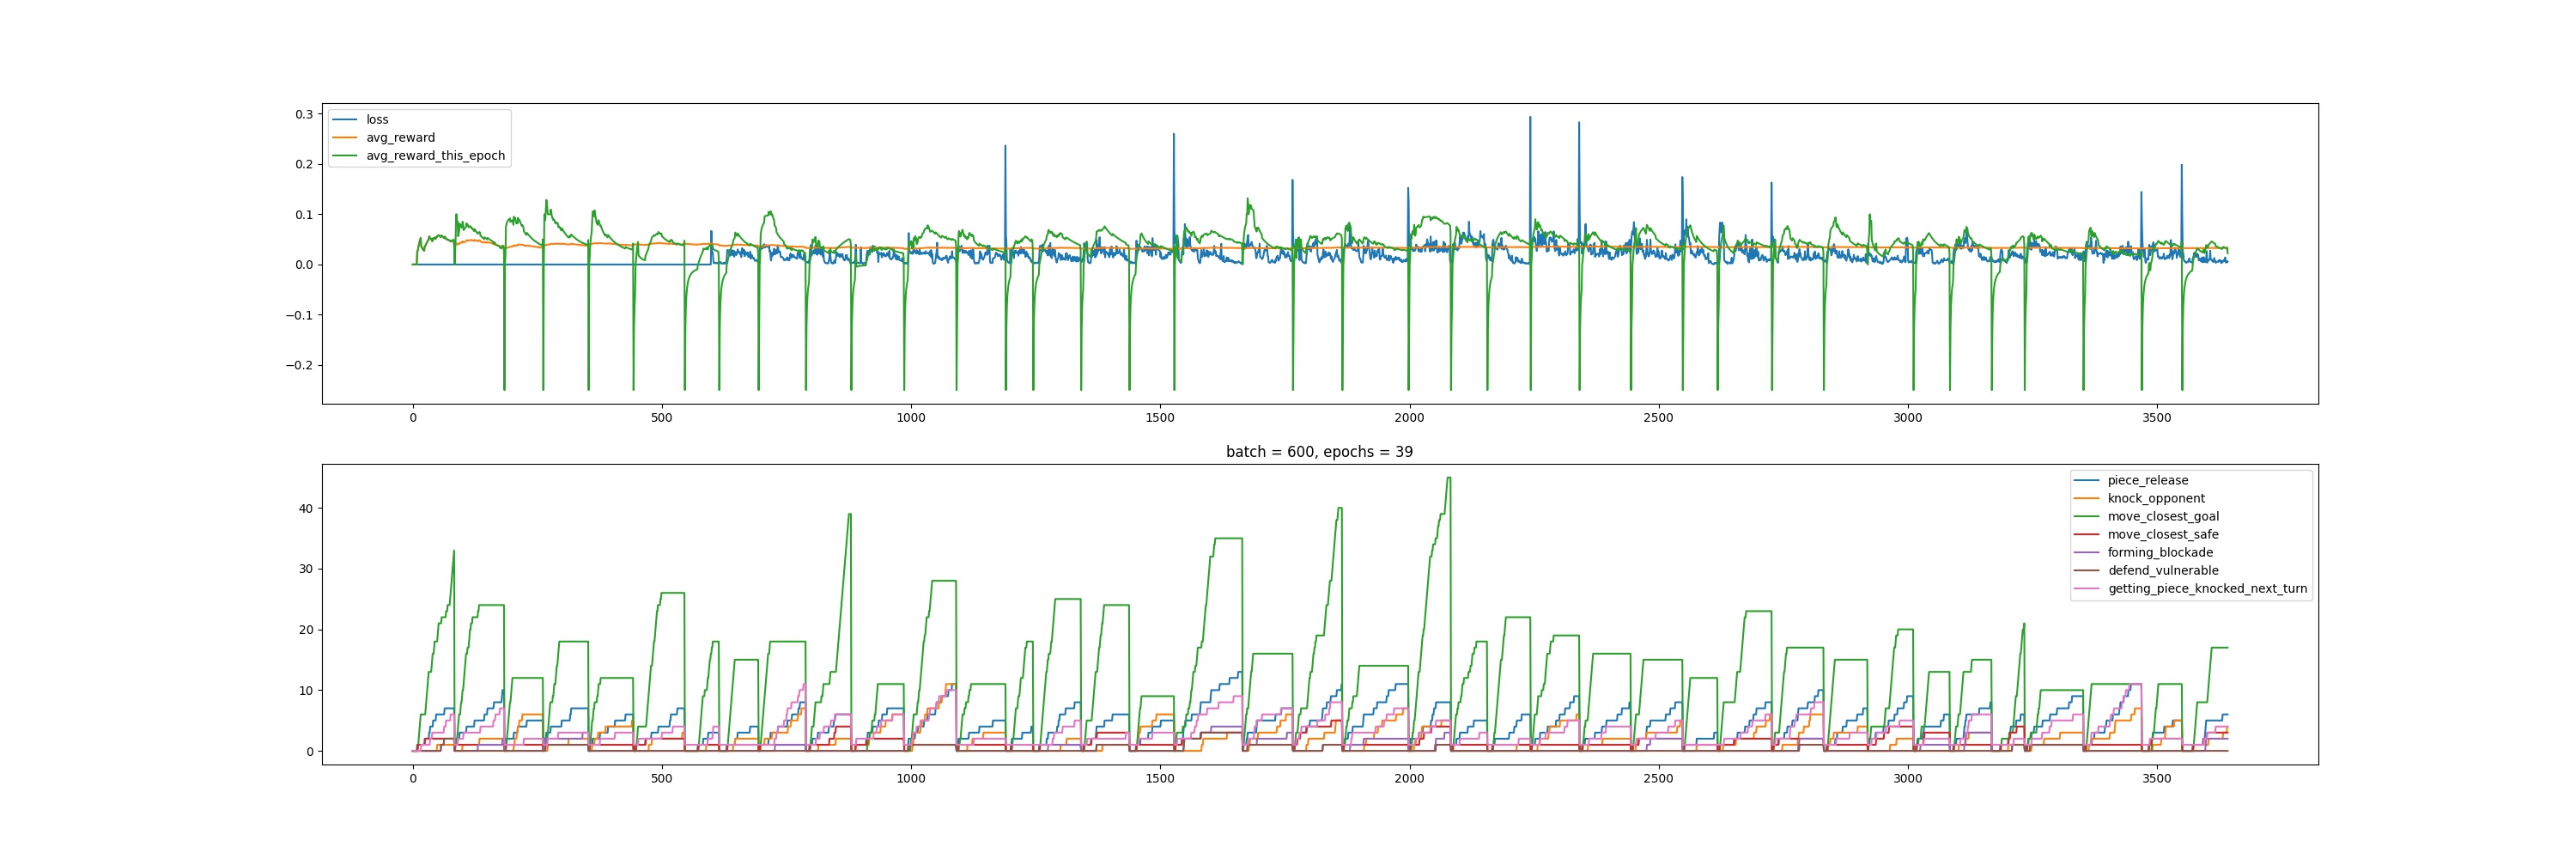 0.3
0.2
0.1
0.0
−0.1
−0.2
loss
avg_reward
avg_reward_this_epoch
0 500 1000 1500 2000 2500 3000 3500
batch = 600, epochs = 39
40
30
20
10
0
piece_release
knock_opponent
move_closest_goal
move_closest_safe
forming_blockade
defend_vulnerable
getting_piece_knocked_next_turn
0 500 1000 1500 2000 2500 3000 3500